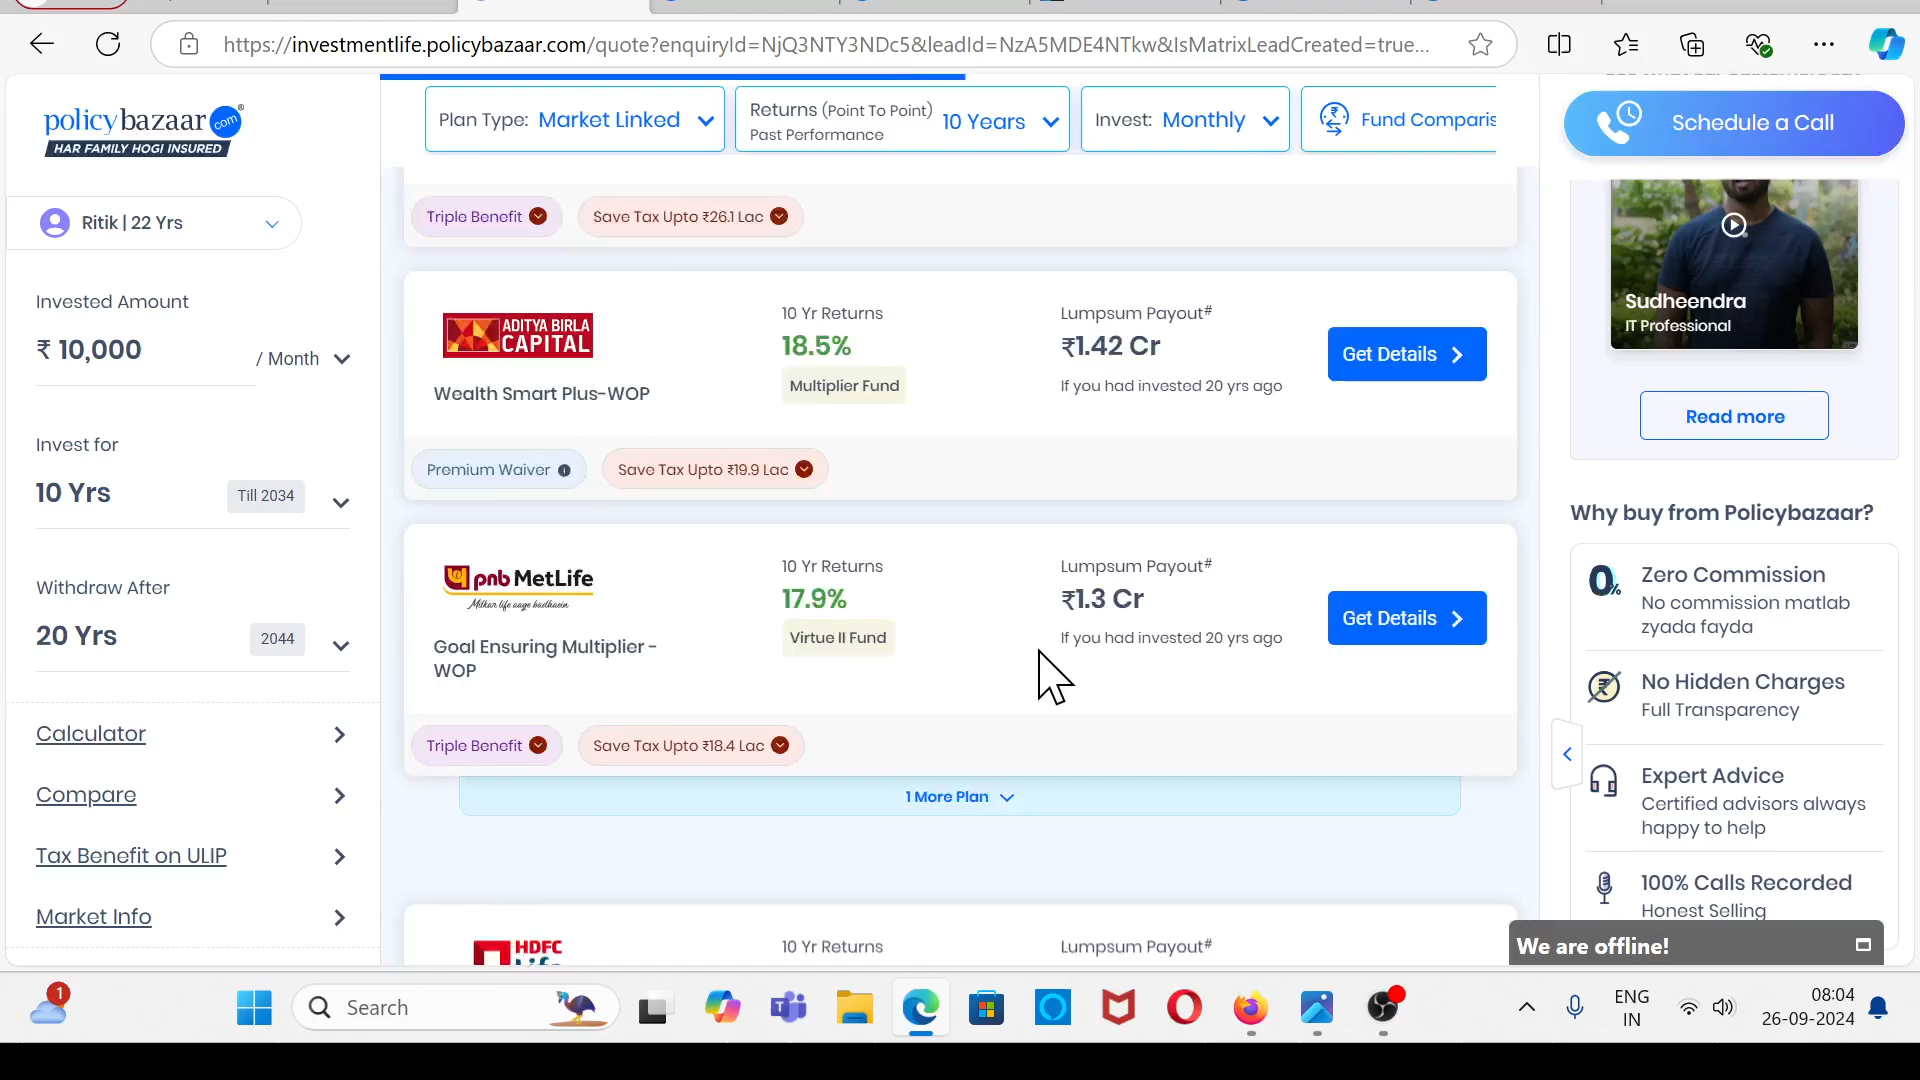 https://investmentlife.policybazaar.com/quote?enquiryId=NjQ3NTY3NDc5&leadId=NzA5MDE4NTkw&IsMatrixLeadCreated=true...
policybazaar.com®
HAR FAMILY HOGI INSURED
Ritik | 22 Yrs
Invested Amount
₹ 10,000
/ Month
Invest for
10 Yrs
Till 2034
Withdraw After
20 Yrs
2044
Calculator
Compare
Tax Benefit on ULIP
Market Info
Plan Type: Market Linked
Returns (Point To Point)
Past Performance
10 Years
Invest: Monthly
Fund Comparis
Triple Benefit
Save Tax Upto ₹26.1 Lac
ADITYA BIRLA
CAPITAL
Wealth Smart Plus-WOP
10 Yr Returns
18.5%
Multiplier Fund
Lumpsum Payout#
₹1.42 Cr
If you had invested 20 yrs ago
Get Details
Premium Waiver
Save Tax Upto ₹19.9 Lac
pnb MetLife
Milkar life aage badhaein
Goal Ensuring Multiplier -
WOP
10 Yr Returns
17.9%
Virtue II Fund
Lumpsum Payout#
₹1.3 Cr
If you had invested 20 yrs ago
Get Details
Triple Benefit
Save Tax Upto ₹18.4 Lac
1 More Plan
HDFC
Life
10 Yr Returns
Lumpsum Payout#
Schedule a Call
Sudheendra
IT Professional
Read more
Why buy from Policybazaar?
0%
Zero Commission
No commission matlab
zyada fayda
No Hidden Charges
Full Transparency
Expert Advice
Certified advisors always
happy to help
100% Calls Recorded
Honest Selling
We are offline!
1
Search
ENG
IN
08:04
26-09-2024